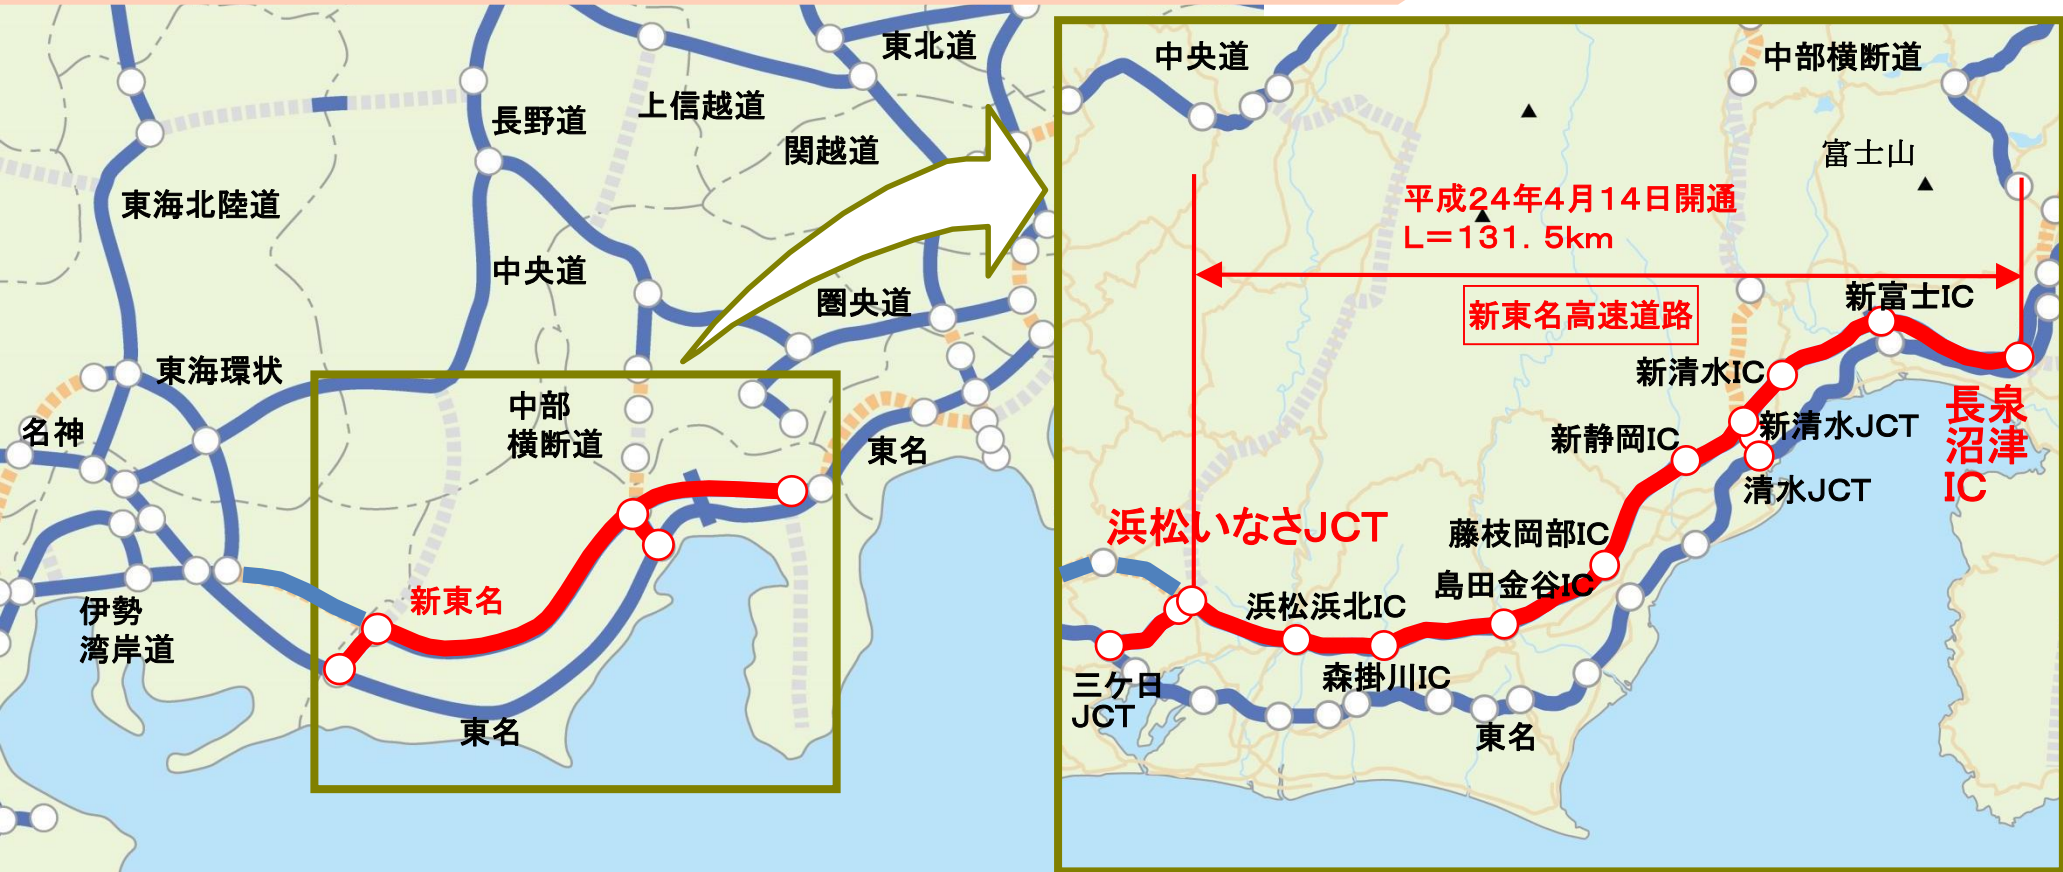 東北道
上信越道
長野道
関越道
東海北陸道
中央道
圏央道
東海環状
中部
横断道
名神
東名
新東名
伊勢
湾岸道
東名
中央道
中部横断道
富士山
平成24年4月14日開通
L=131.5km
新東名高速道路
新富士IC
新清水IC
長泉
沼津
IC
新清水JCT
新静岡IC
清水JCT
浜松いなさJCT
藤枝岡部IC
島田金谷IC
浜松浜北IC
森掛川IC
三ケ日
JCT
東名